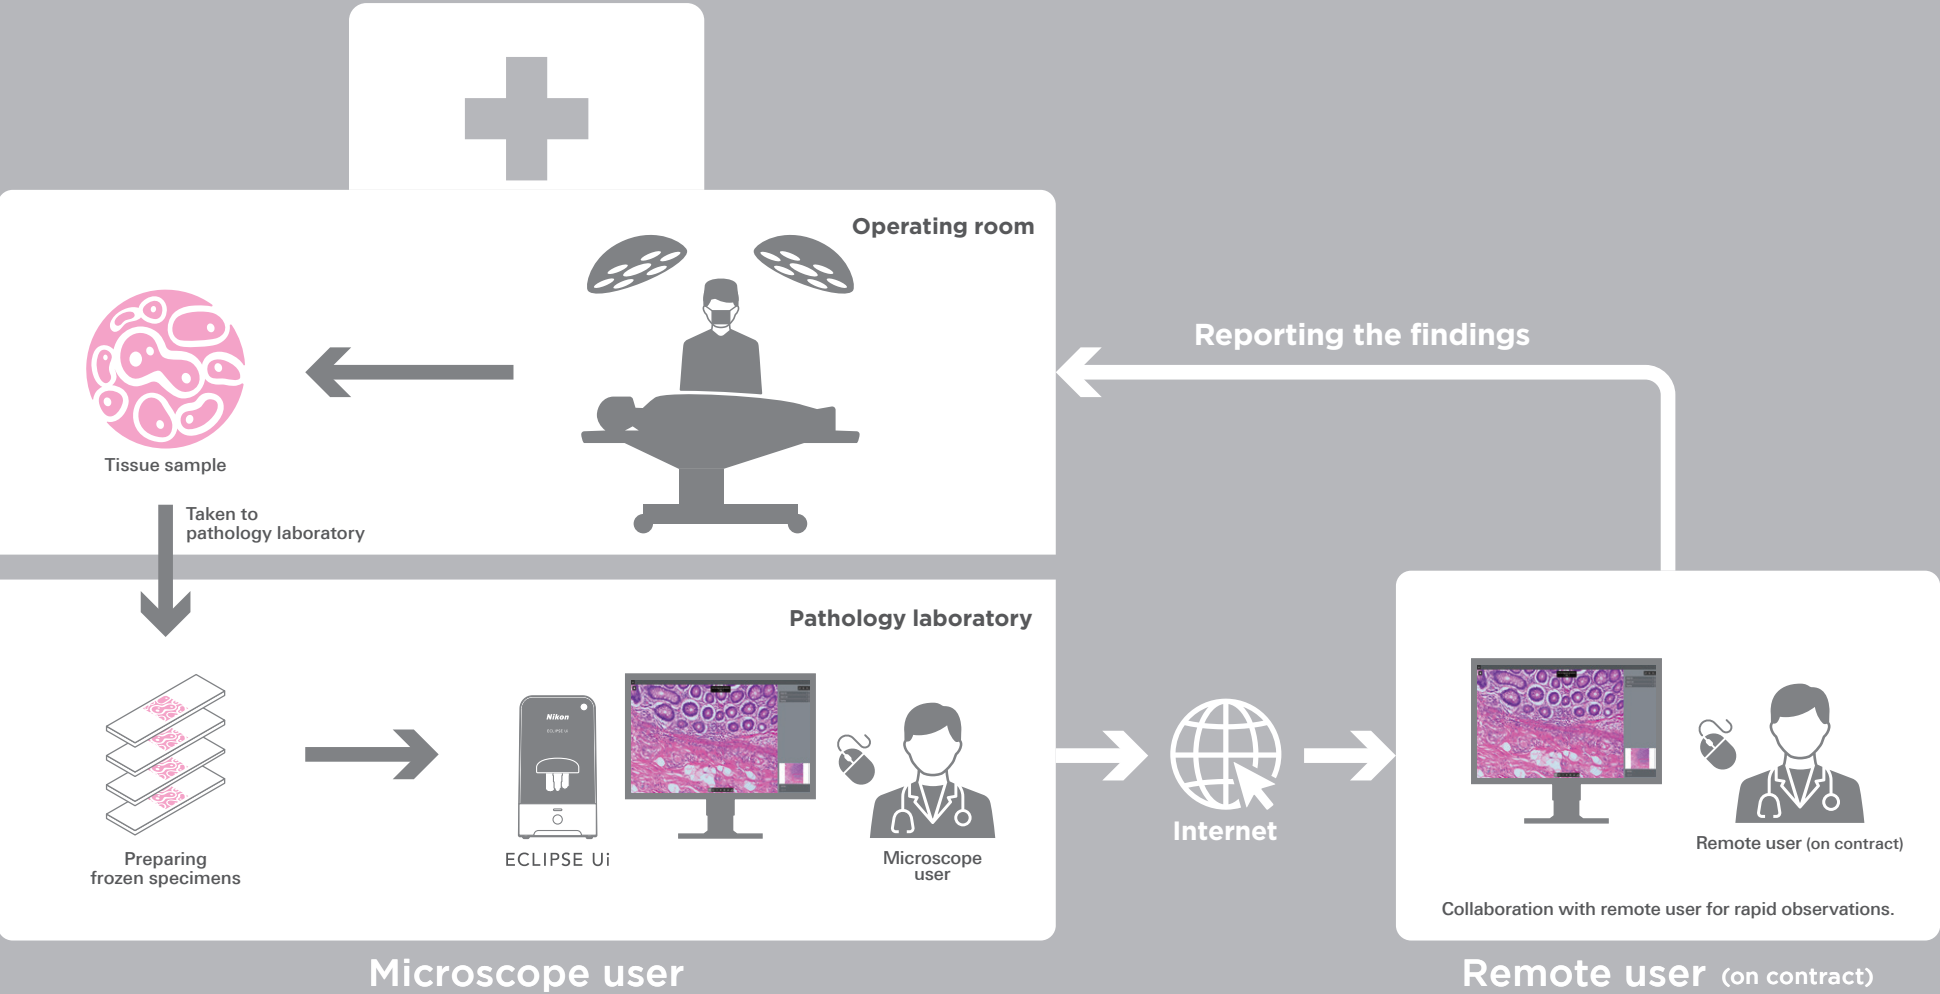 Operating room
Reporting the findings
Tissue sample
Taken to
pathology laboratory
Pathology laboratory
Nikon
ECLIPSE Ui
Preparing
frozen specimens
ECLIPSE Ui
Microscope
user
Internet
Remote user (on contract)
Collaboration with remote user for rapid observations.
Microscope user
Remote user (on contract)